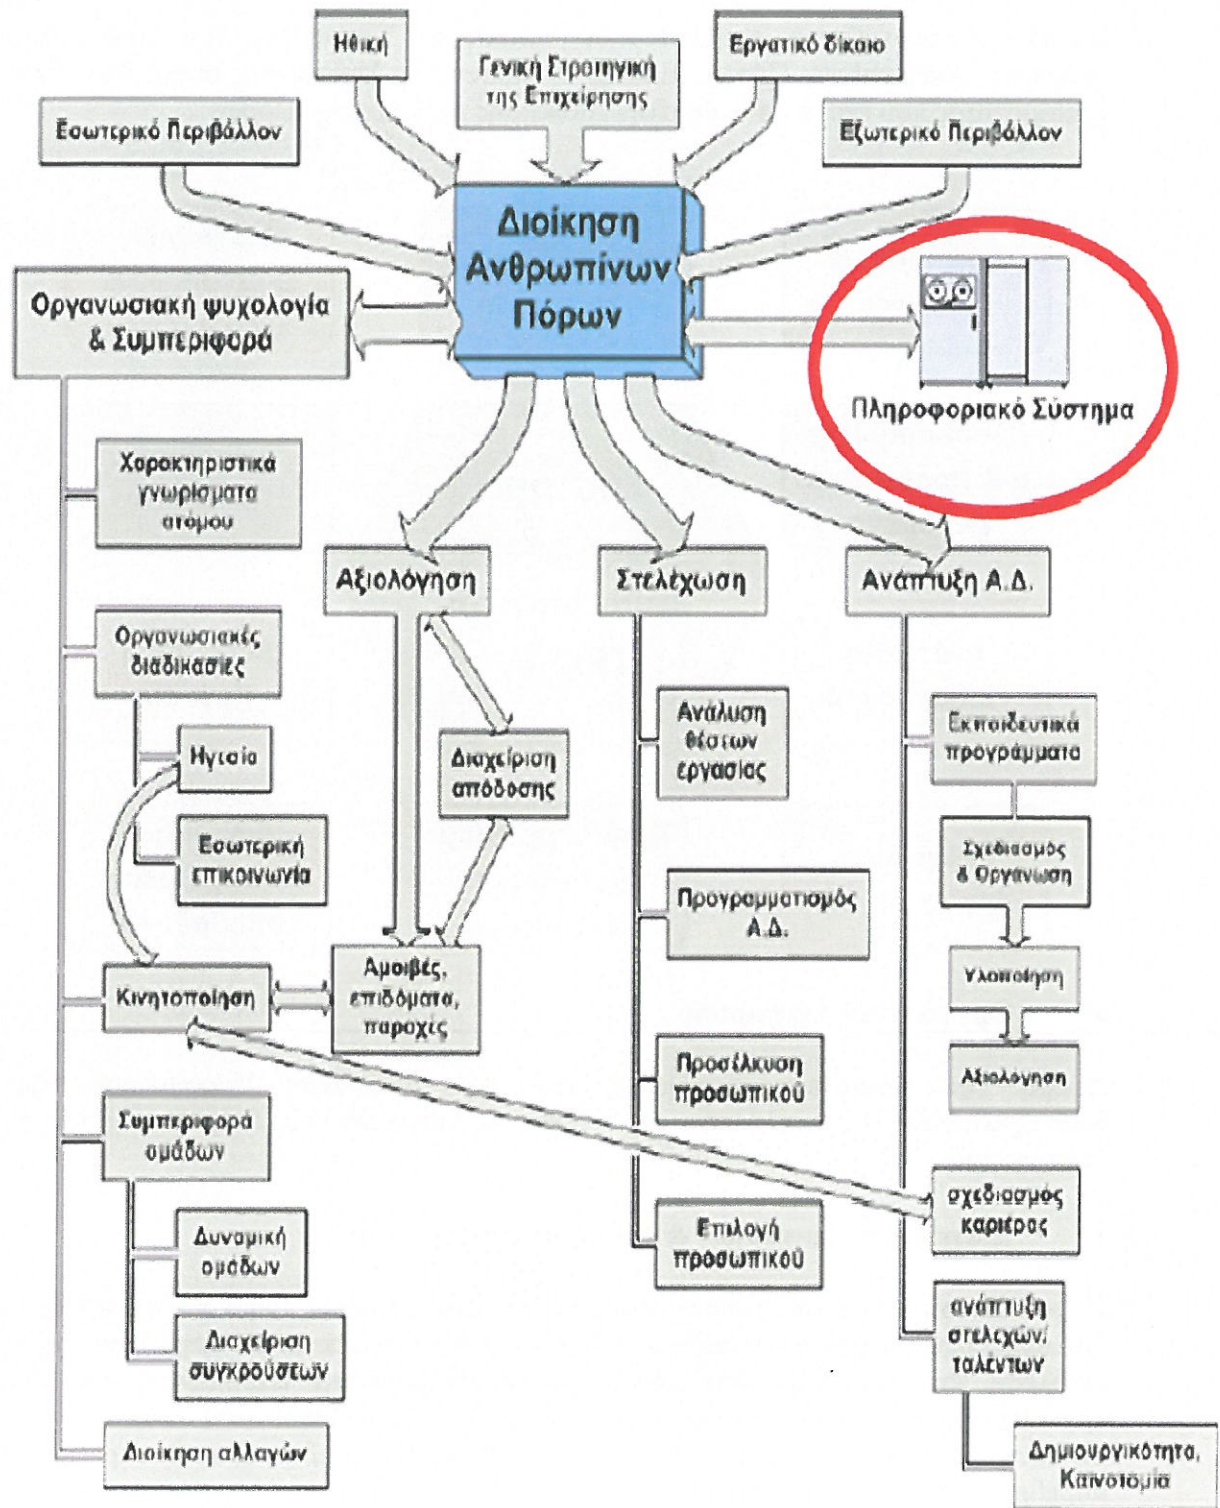 Ηθική
Γενική Στρατηγική
της Επιχείρησης
Εργατικό δίκαιο
Εσωτερικό Περιβάλλον
Εξωτερικό Περιβάλλον
Διοίκηση
Ανθρωπίνων
Πόρων
Οργανωσιακή ψυχολογία
& Συμπεριφορά
Πληροφοριακό Σύστημα
Χαρακτηριστικά
γνωρίσματα
ατόμου
Αξιολόγηση
Στελέχωση
Ανάπτυξη Α.Δ.
Οργανωσιακές
διαδικασίες
Ηγεσία
Εσωτερική
επικοινωνία
Διαχείριση
απόδοσης
Ανάλυση
θέσεων
εργασίας
Εκπαιδευτικά
προγράμματα
Σχεδιασμός
& Οργάνωση
Προγραμματισμός
Α.Δ.
Κινητοποίηση
Αμοιβές,
επιδόματα,
παροχές
Υλοποίηση
Αξιολόγηση
Προσέλκυση
προσωπικού
Συμπεριφορά
ομάδων
σχεδιασμός
καριέρας
Δυναμική
ομάδων
Επιλογή
προσωπικού
Διαχείριση
συγκρούσεων
ανάπτυξη
στελεχών/
ταλέντων
Διοίκηση αλλαγών
Δημιουργικότητα,
Καινοτομία